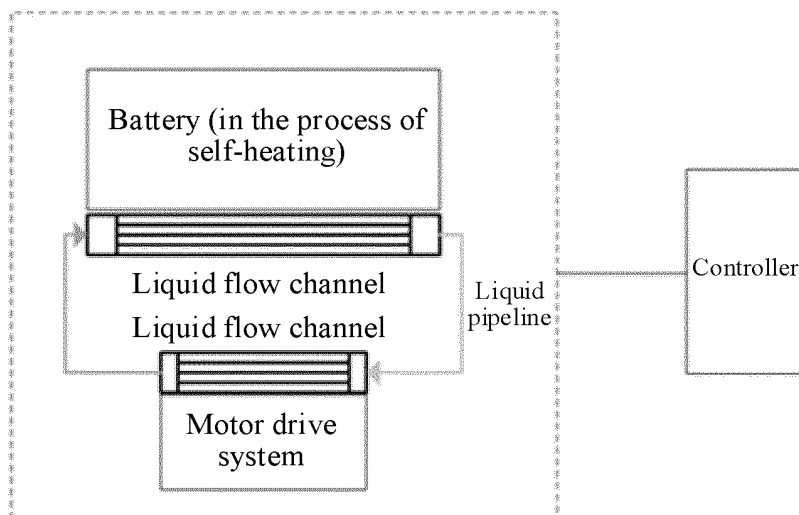 Battery (in the process of
self-heating)
Liquid flow channel
Liquid flow channel
Liquid
pipeline
Motor drive
system
Controller